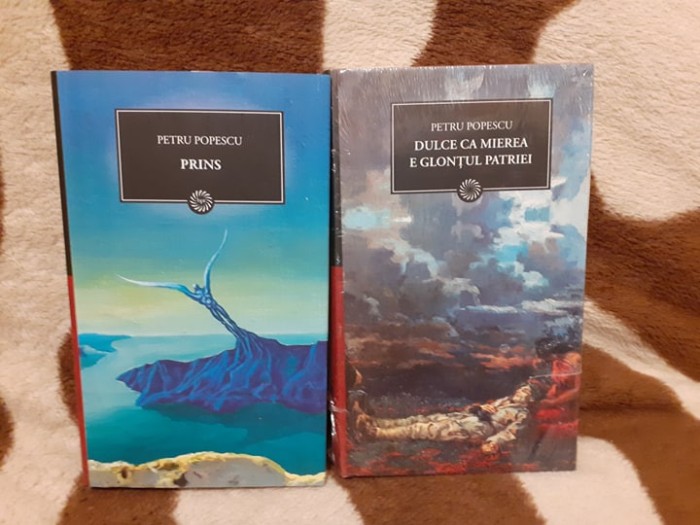 PETRU POPESCU
PRINS
PETRU POPESCU
DULCE CA MIEREA
E GLONȚUL PATRIEI